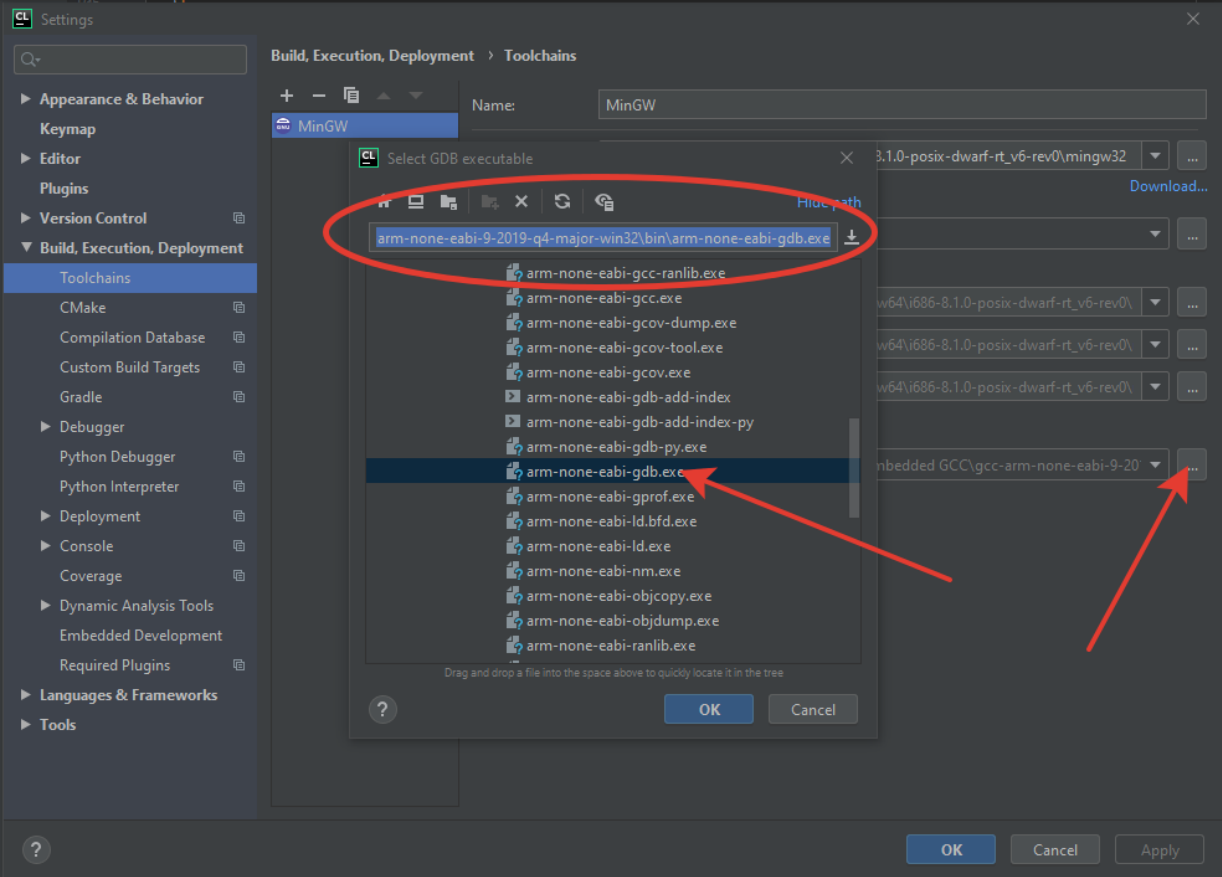 Settings
Build, Execution, Deployment › Toolchains
Appearance & Behavior
Keymap
Editor
Plugins
Version Control
Build, Execution, Deployment
Toolchains
CMake
Compilation Database
Custom Build Targets
Gradle
Debugger
Python Debugger
Python Interpreter
Deployment
Console
Coverage
Dynamic Analysis Tools
Embedded Development
Required Plugins
Languages & Frameworks
Tools
MinGW
Name:
MinGW
8.1.0-posix-dwarf-rt_v6-rev0\mingw32
...
Download...
...
w64\i686-8.1.0-posix-dwarf-rt_v6-rev0\
...
w64\i686-8.1.0-posix-dwarf-rt_v6-rev0\
...
w64\i686-8.1.0-posix-dwarf-rt_v6-rev0\
...
mbedded GCC\gcc-arm-none-eabi-9-20
...
CL
Select GDB executable
Hide path
arm-none-eabi-9-2019-q4-major-win32\bin\arm-none-eabi-gdb.exe
arm-none-eabi-gcc-ranlib.exe
arm-none-eabi-gcc.exe
arm-none-eabi-gcov-dump.exe
arm-none-eabi-gcov-tool.exe
arm-none-eabi-gcov.exe
arm-none-eabi-gdb-add-index
arm-none-eabi-gdb-add-index-py
arm-none-eabi-gdb-py.exe
arm-none-eabi-gdb.exe
arm-none-eabi-gprof.exe
arm-none-eabi-ld.bfd.exe
arm-none-eabi-ld.exe
arm-none-eabi-nm.exe
arm-none-eabi-objcopy.exe
arm-none-eabi-objdump.exe
arm-none-eabi-ranlib.exe
Drag and drop a file into the space above to quickly locate it in the tree
?
OK
Cancel
?
OK
Cancel
Apply